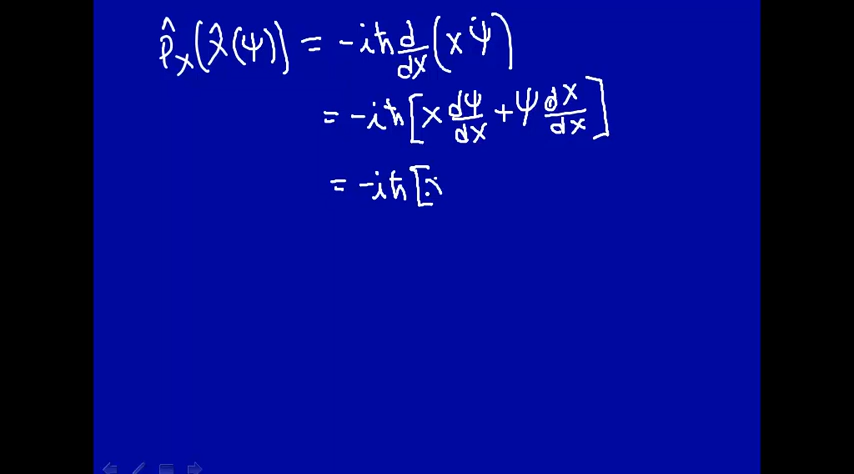 p̂ₓ(x̂(ψ)) = -iħ d/dx (xψ)
= -iħ[x dψ/dx + ψ dx/dx]
= -iħ[